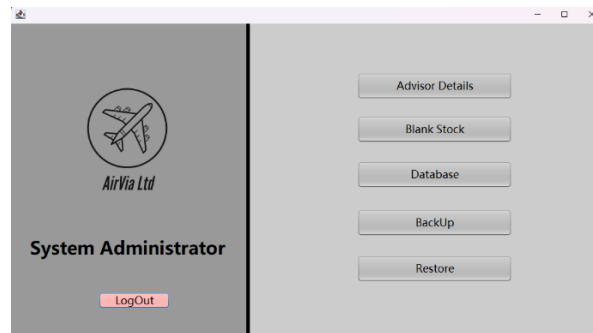 AirVia Ltd
System Administrator
LogOut
Advisor Details
Blank Stock
Database
BackUp
Restore